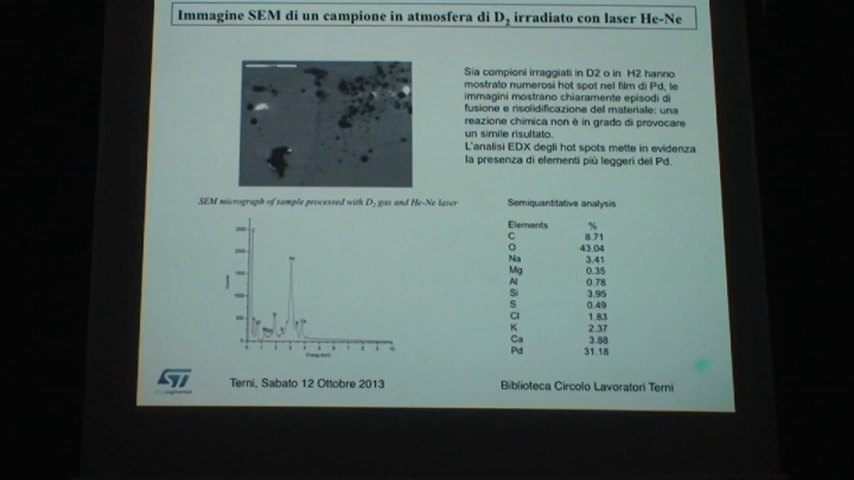 Immagine SEM di un campione in atmosfera di D2 irradiato con laser He-Ne
Sia compioni irraggiati in D2 o in H2 hanno
mostrato numerosi hot spot nel film di Pd, le
immagini mostrano chiaramente episodi di
fusione e risolidificazione del materiale: una
reazione chimica non è in grado di provocare
un simile risultato.
L'analisi EDX degli hot spots mette in evidenza
la presenza di elementi più leggeri del Pd.
SEM micrograph of sample processed with D2 gas and He-Ne laser
Semiquantitative analysis
Elements %
C 8.71
O 43.04
Na 3.41
Mg 0.35
Al 0.78
Si 3.95
S 0.49
Cl 1.83
K 2.37
Ca 3.88
Pd 31.18
ST
Terni, Sabato 12 Ottobre 2013
Biblioteca Circolo Lavoratori Terni